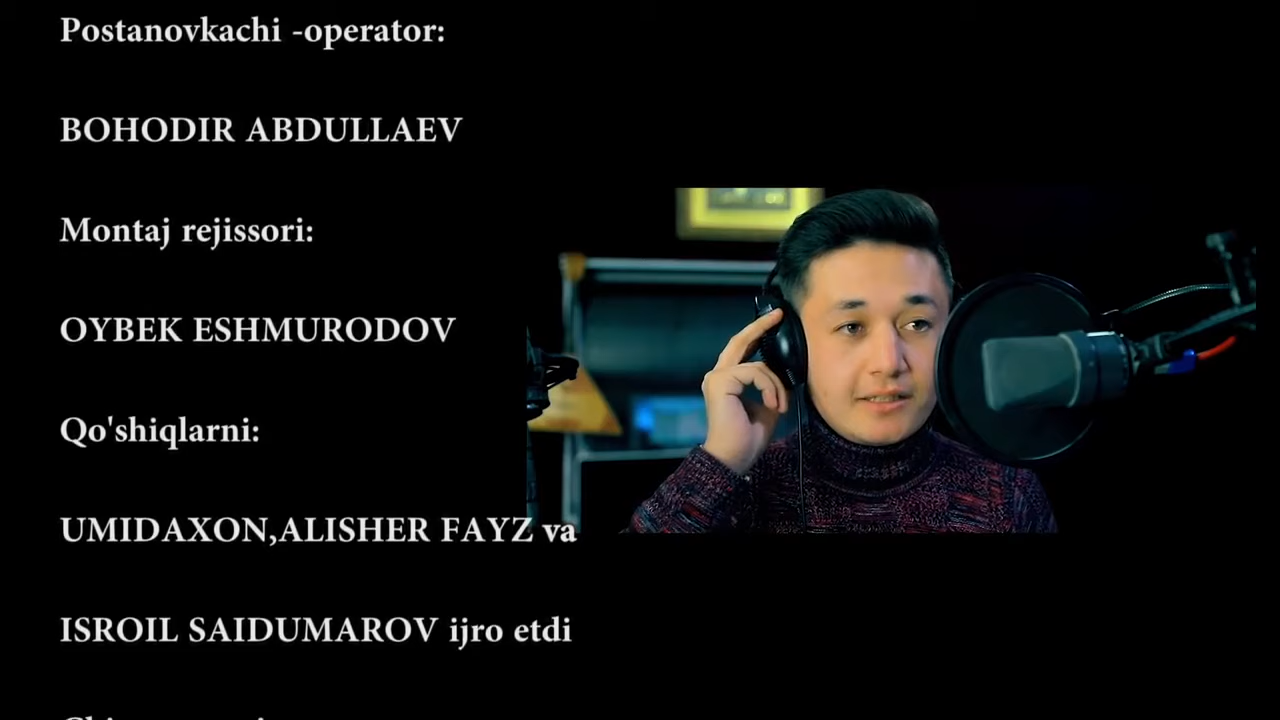 Postanovkachi -operator:
BOHODIR ABDULLAEV
Montaj rejissori:
OYBEK ESHMURODOV
Qo'shiqlarni:
UMIDAXON,ALISHER FAYZ va
ISROIL SAIDUMAROV ijro etdi